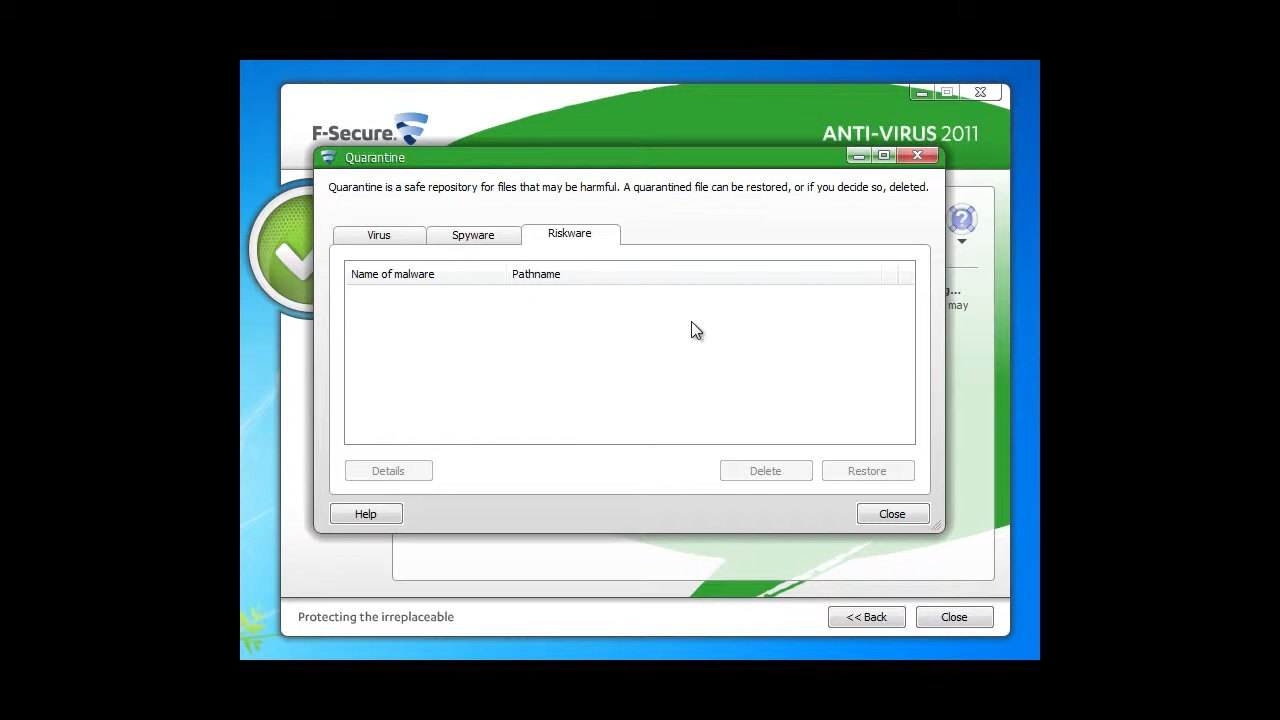 F-Secure.
ANTI-VIRUS 2011
Quarantine
Quarantine is a safe repository for files that may be harmful. A quarantined file can be restored, or if you decide so, deleted.
Virus
Spyware
Riskware
?
Name of malware
Pathname
g...
may
Details
Delete
Restore
Help
Close
Protecting the irreplaceable
<< Back
Close